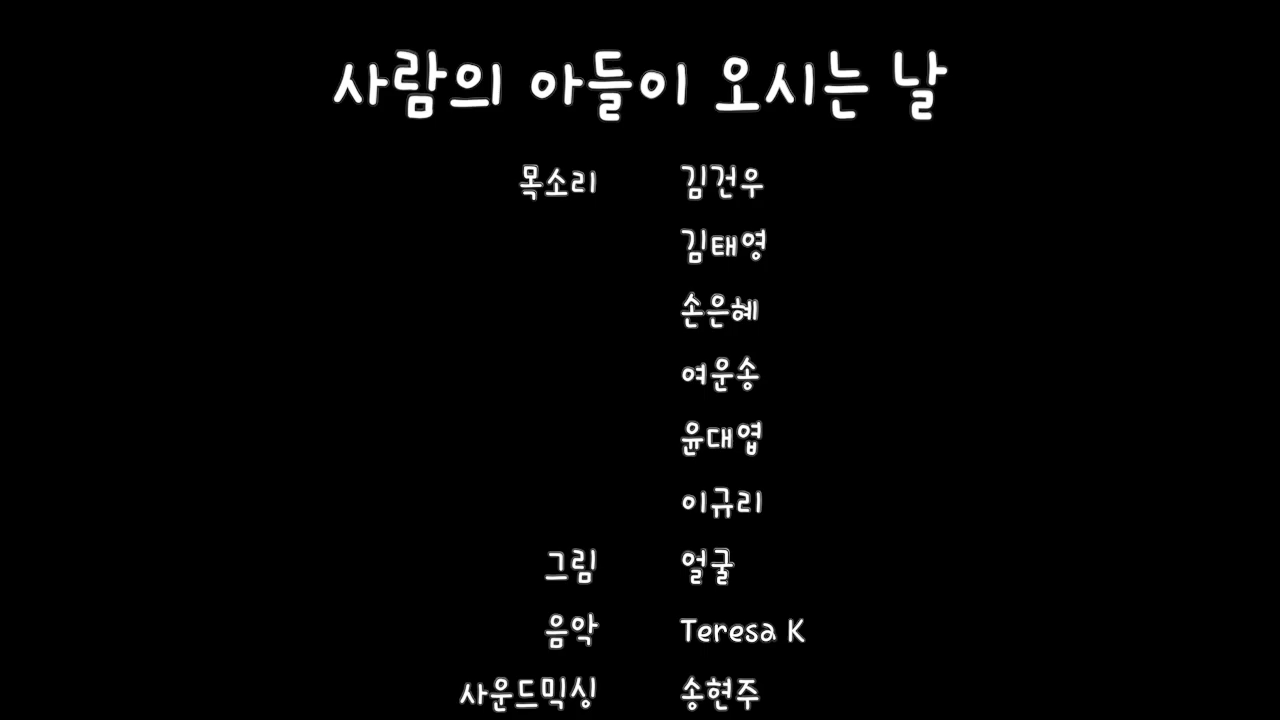 사람의 아들이 오시는 날
목소리 김건우
김태영
손은혜
여운송
윤대엽
이규리
그림 얼굴
음악 Teresa K
사운드믹싱 송현주